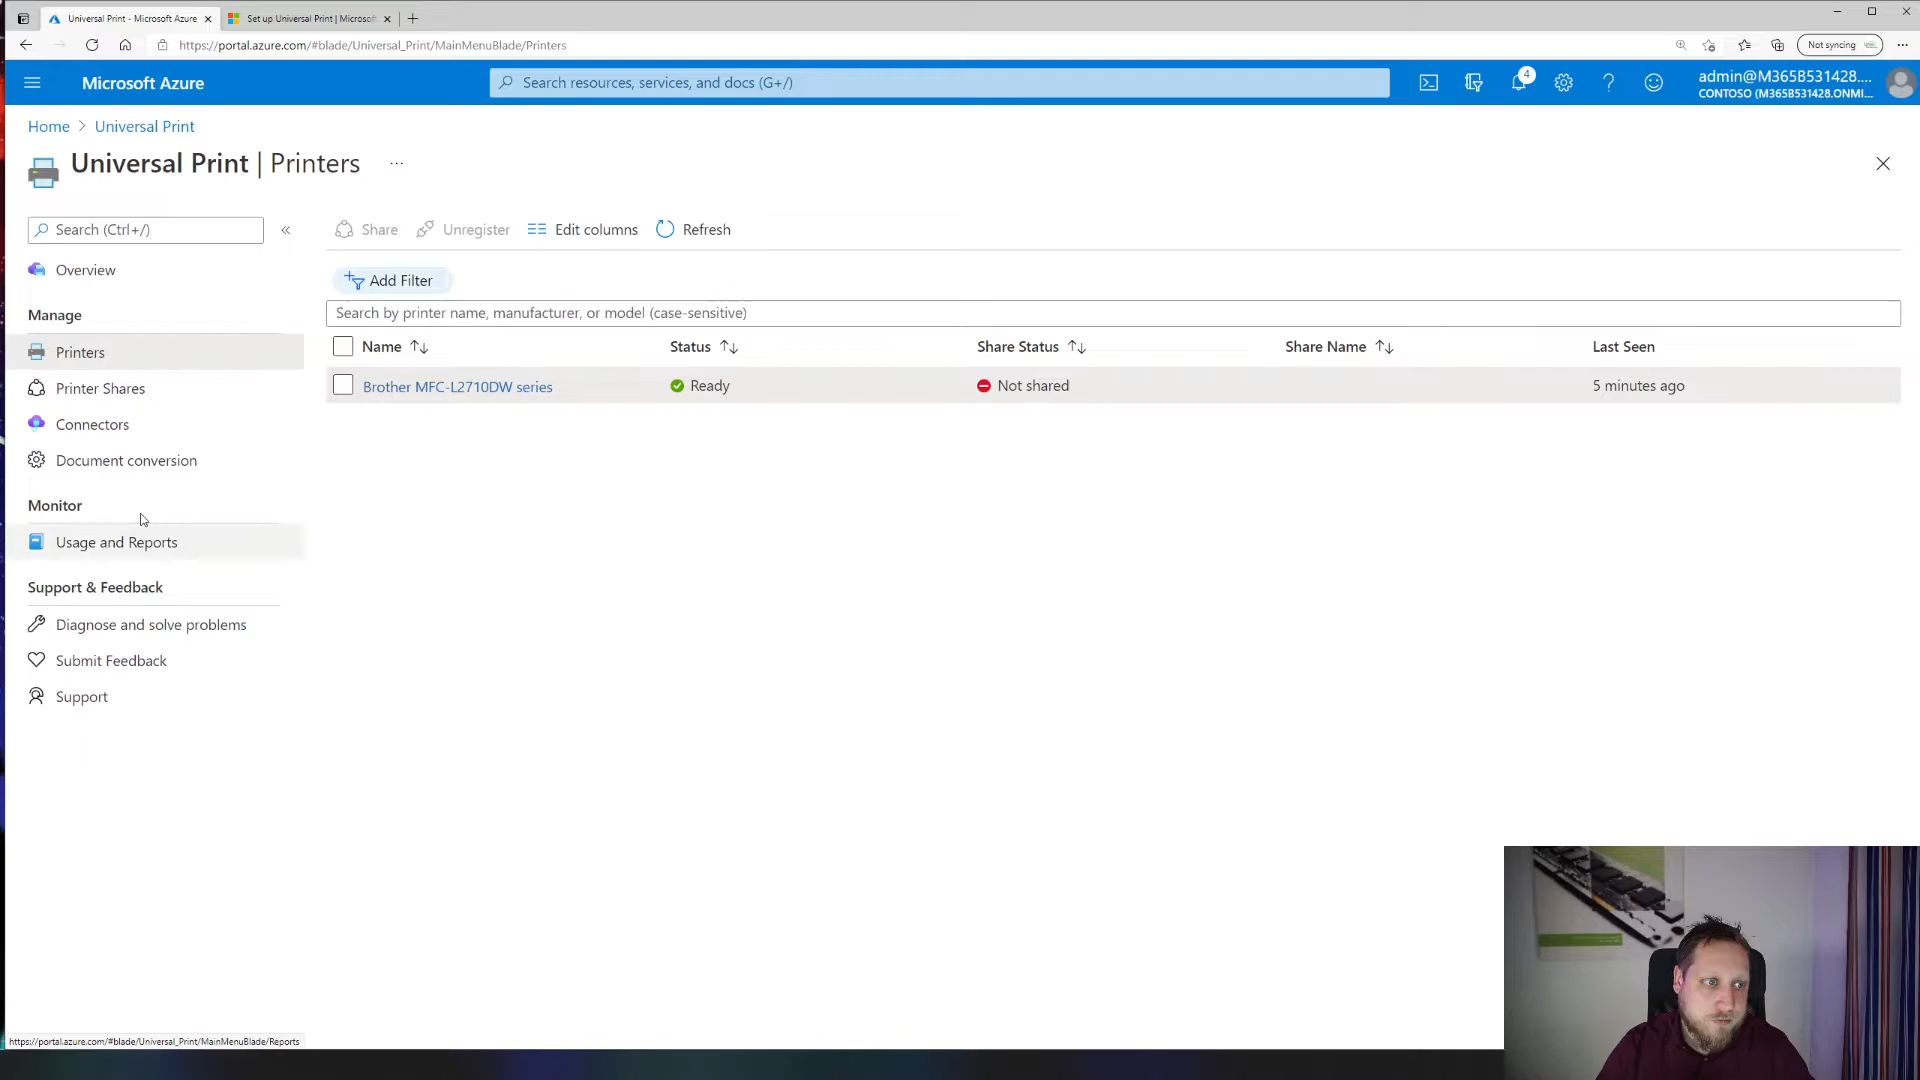 Universal Print - Microsoft Azure
Set up Universal Print | Microsoft
https://portal.azure.com/#blade/Universal_Print/MainMenuBlade/Printers
Not syncing
Microsoft Azure
Search resources, services, and docs (G+/)
4
admin@M365B531428....
CONTOSO (M365B531428.ONMI...
Home > Universal Print
Universal Print | Printers
...
Search (Ctrl+/)
«
Share
Unregister
Edit columns
Refresh
Overview
Add Filter
Manage
Search by printer name, manufacturer, or model (case-sensitive)
Name
Status
Share Status
Share Name
Last Seen
Printers
Brother MFC-L2710DW series
Ready
Not shared
5 minutes ago
Printer Shares
Connectors
Document conversion
Monitor
Usage and Reports
Support & Feedback
Diagnose and solve problems
Submit Feedback
Support
https://portal.azure.com/#blade/Universal_Print/MainMenuBlade/Reports